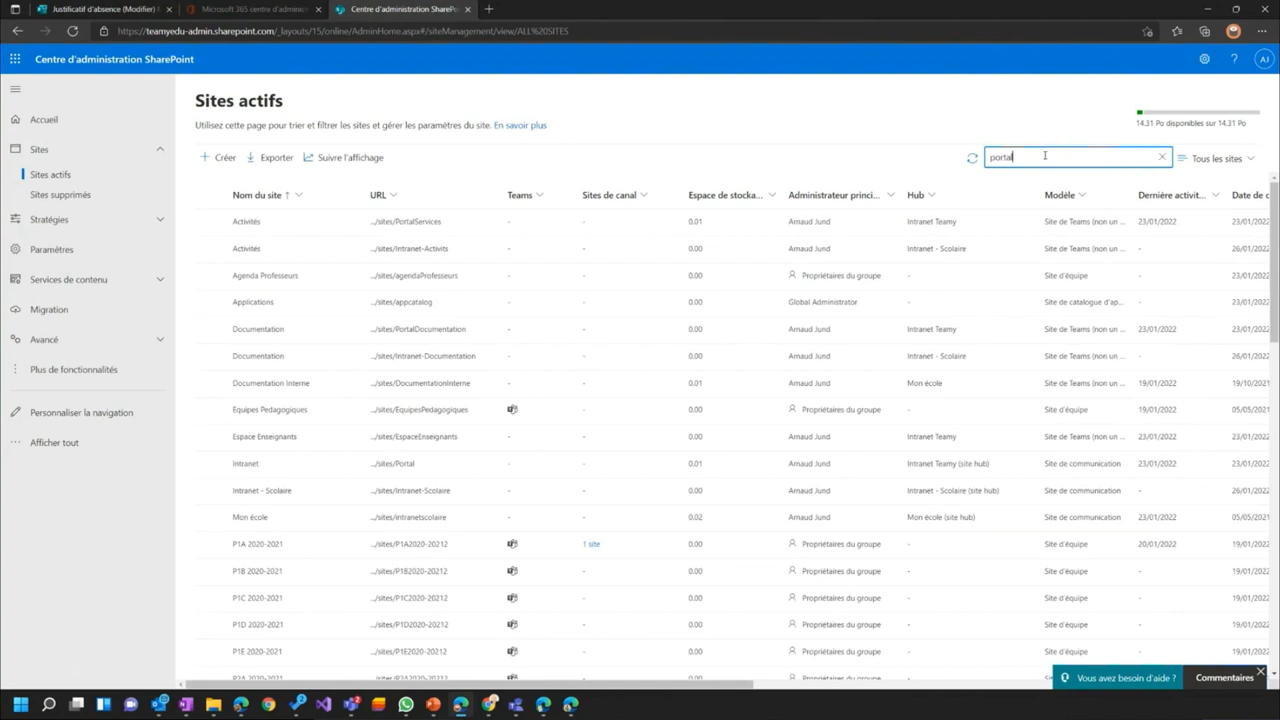 Justificatif d'absence (Modifier) M
Microsoft 365 centre d'admini
Centre d'administration SharePoi
https://teamyedu-admin.sharepoint.com/_layouts/15/online/AdminHome.aspx#/siteManagement/view/ALL%20SITES
Centre d'administration SharePoint
AJ
Sites actifs
Utilisez cette page pour trier et filtrer les sites et gérer les paramètres du site. En savoir plus
14.31 Po disponibles sur 14.31 Po
Accueil
Sites
Sites actifs
Sites supprimés
Stratégies
Paramètres
Services de contenu
Migration
Avancé
Plus de fonctionnalités
Personnaliser la navigation
Afficher tout
Créer Exporter Suivre l'affichage portal Tous les sites
Nom du site URL Teams Sites de canal Espace de stocka... Administrateur princi... Hub Modèle Dernière activit... Date de c
Activités .../sites/PortalServices - - 0.01 Arnaud Jund Intranet Teamy Site de Teams (non un ... 23/01/2022 23/01/2022
Activités .../sites/Intranet-Activits - - 0.00 Arnaud Jund Intranet - Scolaire Site de Teams (non un ... - 26/01/2022
Agenda Professeurs .../sites/agendaProfesseurs - - 0.00 Propriétaires du groupe - Site d'équipe - 23/01/2022
Applications .../sites/appcatalog - - 0.00 Global Administrator - Site de catalogue d'ap... - 23/01/2022
Documentation .../sites/PortalDocumentation - - 0.00 Arnaud Jund Intranet Teamy Site de Teams (non un ... 23/01/2022 23/01/2022
Documentation .../sites/Intranet-Documentation - - 0.00 Arnaud Jund Intranet - Scolaire Site de Teams (non un ... - 26/01/2022
Documentation Interne .../sites/DocumentationInterne - - 0.01 Arnaud Jund Mon école Site de Teams (non un ... 19/01/2022 19/10/2021
Equipes Pedagogiques .../sites/EquipesPedagogiques - 0.00 Propriétaires du groupe - Site d'équipe 19/01/2022 05/05/2021
Espace Enseignants .../sites/EspaceEnseignants - - 0.00 Arnaud Jund Intranet Teamy Site de Teams (non un ... 23/01/2022 23/01/2022
Intranet .../sites/Portal - - 0.01 Arnaud Jund Intranet Teamy (site hub) Site de communication 23/01/2022 23/01/2022
Intranet - Scolaire .../sites/Intranet-Scolaire - - 0.00 Arnaud Jund Intranet - Scolaire (site hub) Site de communication - 26/01/2022
Mon école .../sites/intranetscolaire - - 0.02 Arnaud Jund Mon école (site hub) Site de communication 23/01/2022 05/05/2021
P1A 2020-2021 .../sites/P1A2020-20212 1 site 0.00 Propriétaires du groupe - Site d'équipe 20/01/2022 19/01/2022
P1B 2020-2021 .../sites/P1B2020-20212 - 0.00 Propriétaires du groupe - Site d'équipe - 19/01/2022
P1C 2020-2021 .../sites/P1C2020-20212 - 0.00 Propriétaires du groupe - Site d'équipe - 19/01/2022
P1D 2020-2021 .../sites/P1D2020-20212 - 0.00 Propriétaires du groupe - Site d'équipe - 19/01/2022
P1E 2020-2021 .../sites/P1E2020-20212 - 0.00 Propriétaires du groupe - Site d'équipe - 19/01/2022
Vous avez besoin d'aide ? Commentaires